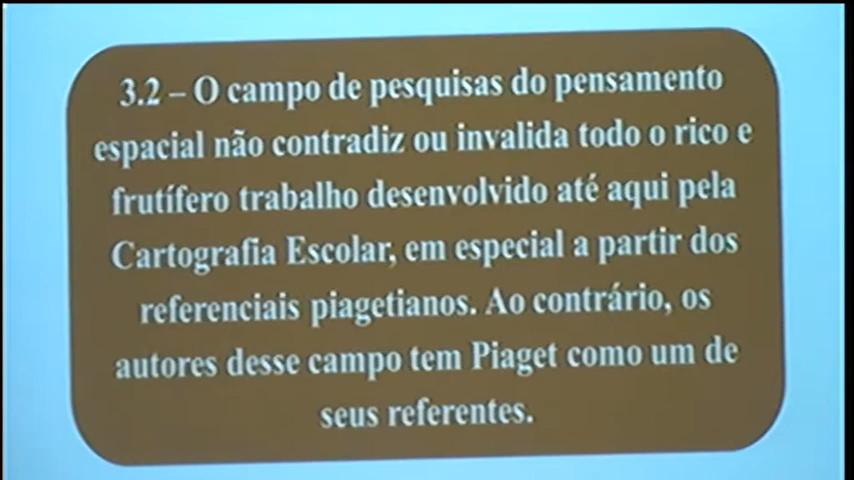 3.2 – O campo de pesquisas do pensamento
espacial não contradiz ou invalida todo o rico e
frutífero trabalho desenvolvido até aqui pela
Cartografia Escolar, em especial a partir dos
referenciais piagetianos. Ao contrário, os
autores desse campo tem Piaget como um de
seus referentes.